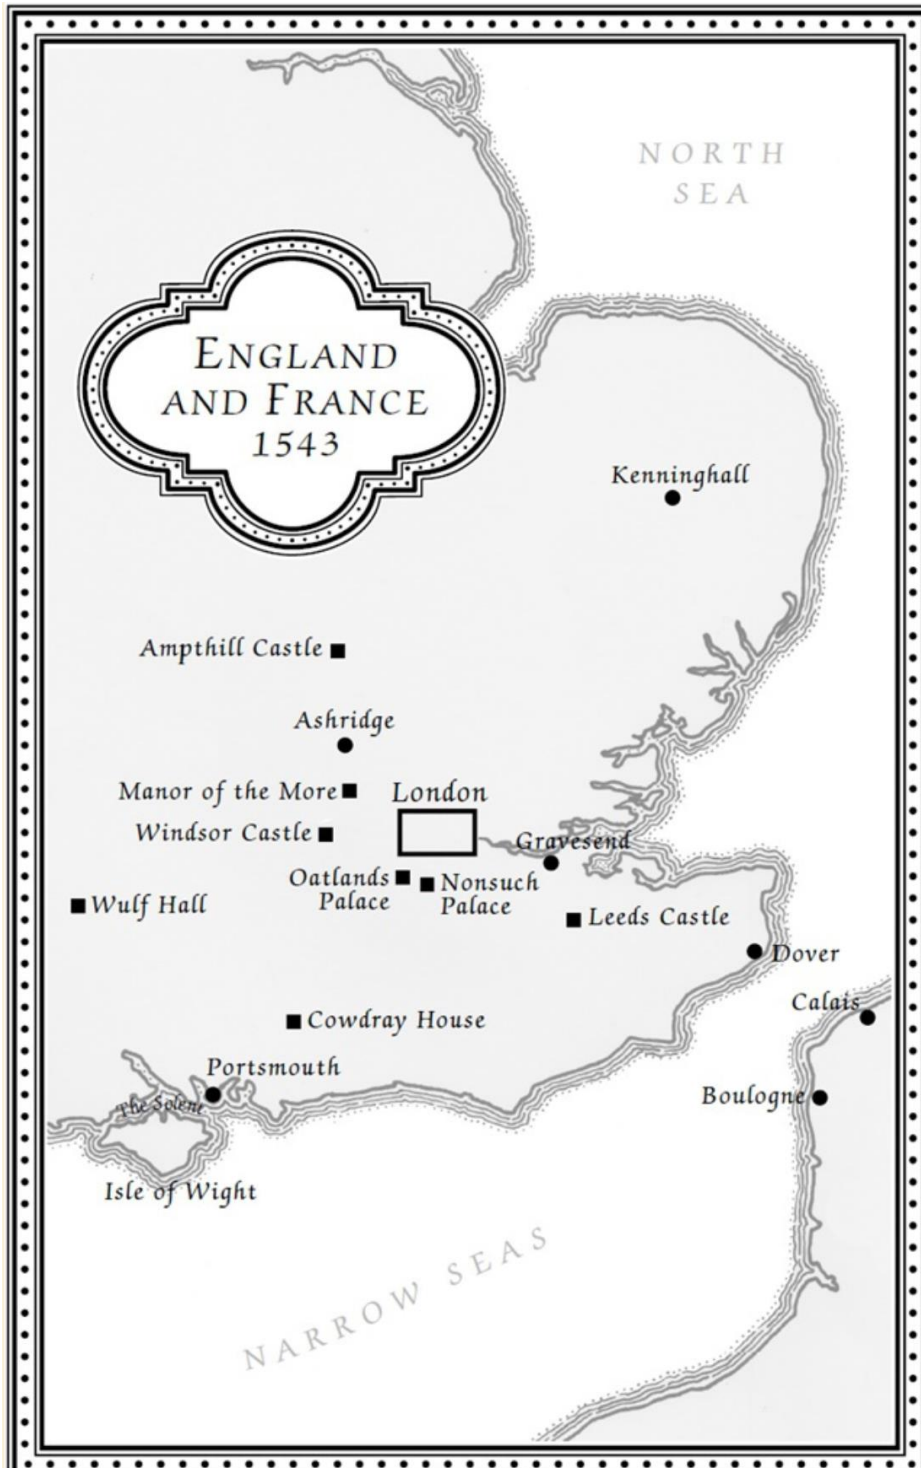 NORTH
SEA
ENGLAND
AND FRANCE
1543
Kenninghall
Ampthill Castle
Ashridge
Manor of the More
London
Windsor Castle
Gravesend
Oatlands
Palace
Nonsuch
Palace
Wulf Hall
Leeds Castle
Dover
Calais
Cowdray House
Portsmouth
The Solent
Boulogne
Isle of Wight
NARROW SEAS